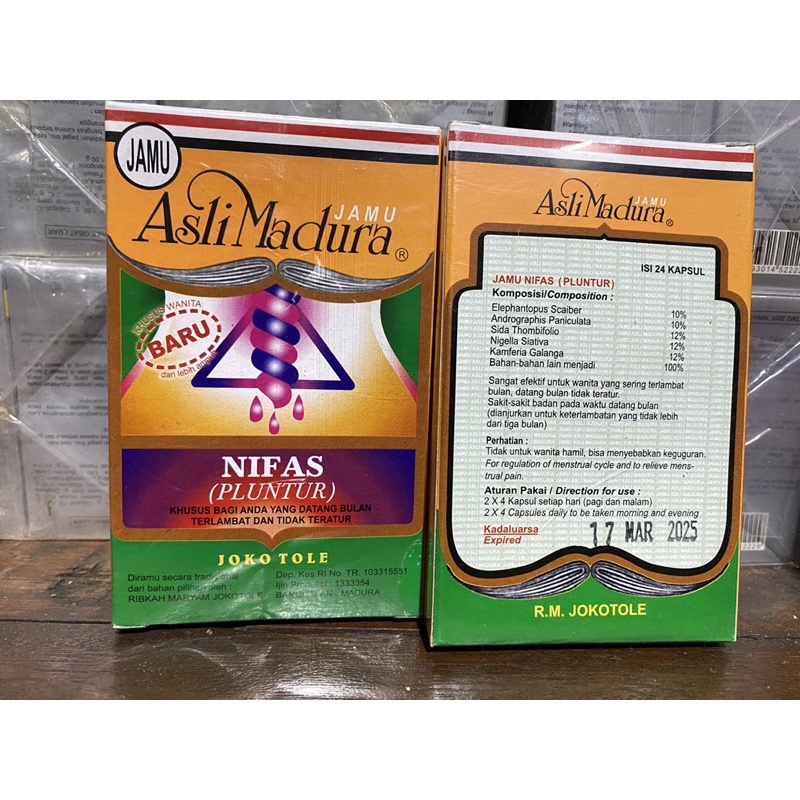 JAMU
JAMU
Asli Madura ®
KHUSUS WANITA
BARU
dan lebih ampuh
NIFAS
(PLUNTUR)
KHUSUS BAGI ANDA YANG DATANG BULAN
TERLAMBAT DAN TIDAK TERATUR
JOKO TOLE
Diramu secara tradisional
dari bahan pilihan oleh :
RIBKAH MARYAM JOKOTOLE
Dep. Kes RI No. TR. 103315551
Ijin Produksi : 1333354
MADURA
JAMU
Asli Madura ®
ISI 24 KAPSUL
JAMU NIFAS (PLUNTUR)
Komposisi/Composition :
Elephantopus Scaiber 10%
Andrographis Paniculata 10%
Sida Thombifolio 12%
Nigella Siativa 12%
Kamferia Galanga 12%
Bahan-bahan lain menjadi 100%
Sangat efektif untuk wanita yang sering terlambat
bulan, datang bulan tidak teratur.
Sakit-sakit badan pada waktu datang bulan
(dianjurkan untuk keterlambatan yang tidak lebih
dari tiga bulan)
Perhatian :
Tidak untuk wanita hamil, bisa menyebabkan keguguran.
For regulation of menstrual cycle and to relieve mens-
trual pain.
Aturan Pakai / Direction for use :
2 X 4 Kapsul setiap hari (pagi dan malam)
2 X 4 Capsules daily to be taken morning and evening
Kadaluarsa
Expired
17 MAR 2025
R.M. JOKOTOLE